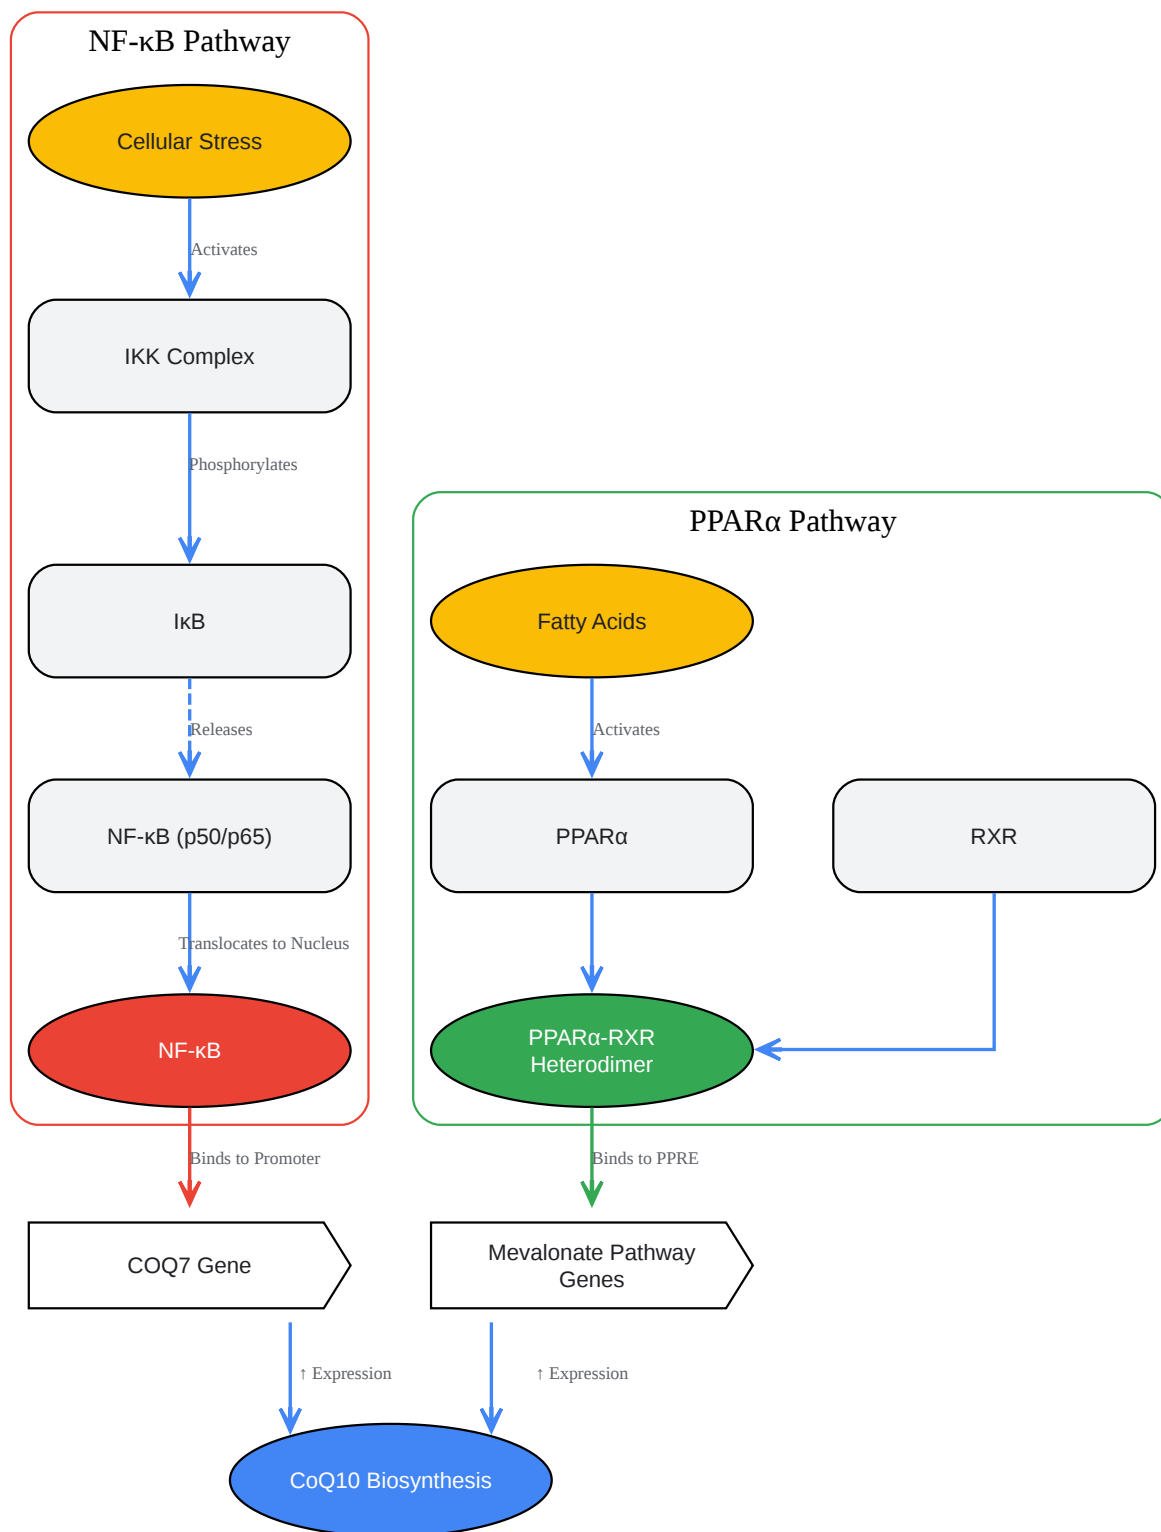 NF-κB Pathway
Cellular Stress
Activates
IKK Complex
Phosphorylates
IκB
Releases
NF-κB (p50/p65)
Translocates to Nucleus
NF-κB
Binds to Promoter
COQ7 Gene
↑ Expression
PPARα Pathway
Fatty Acids
Activates
PPARα
RXR
PPARα-RXR
Heterodimer
Binds to PPRE
Mevalonate Pathway
Genes
↑ Expression
CoQ10 Biosynthesis